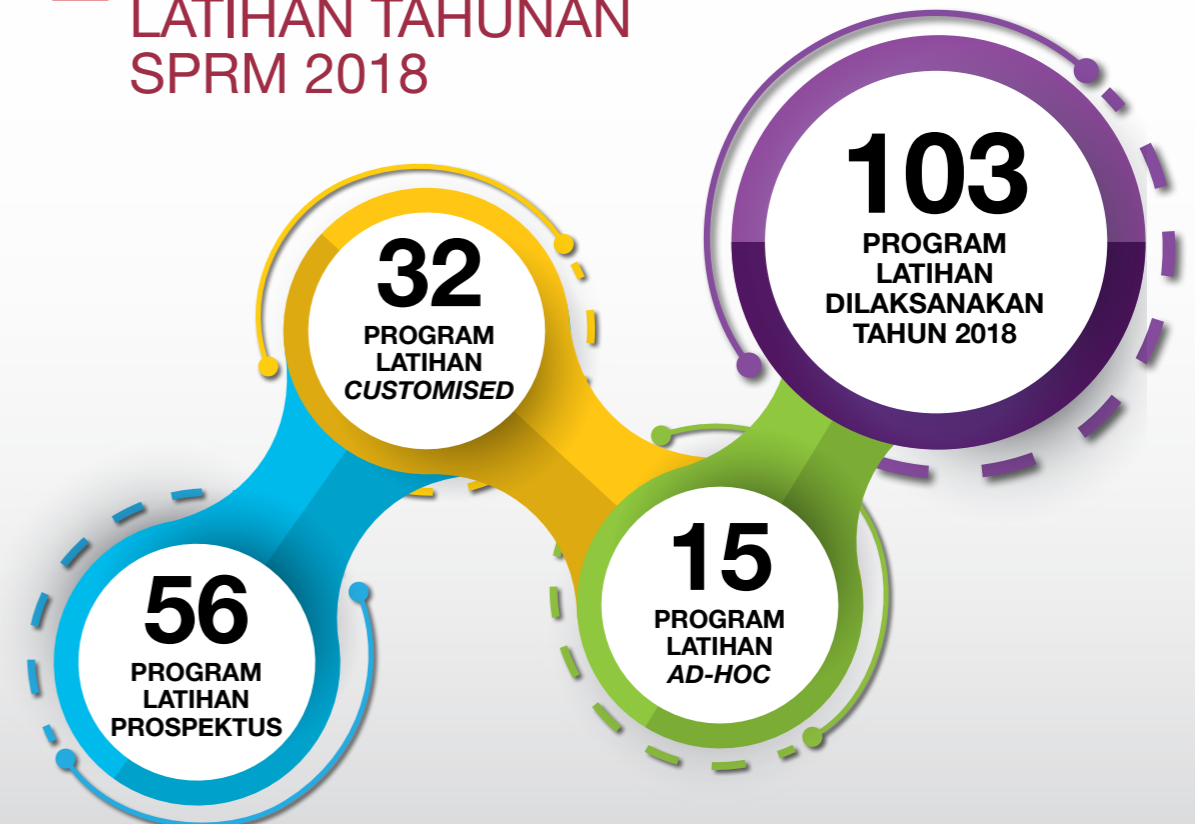 LATIHAN TAHUNAN
SPRM 2018
103
PROGRAM
LATIHAN
DILAKSANAKAN
TAHUN 2018
32
PROGRAM
LATIHAN
CUSTOMISED
15
PROGRAM
LATIHAN
AD-HOC
56
PROGRAM
LATIHAN
PROSPEKTUS